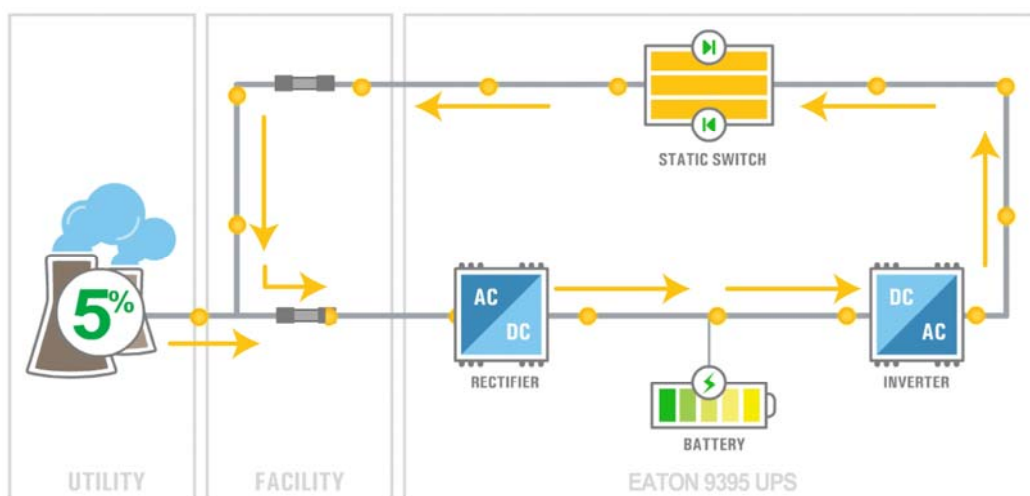 STATIC SWITCH
5%
AC
DC
DC
AC
RECTIFIER
INVERTER
BATTERY
UTILITY
FACILITY
EATON 9395 UPS